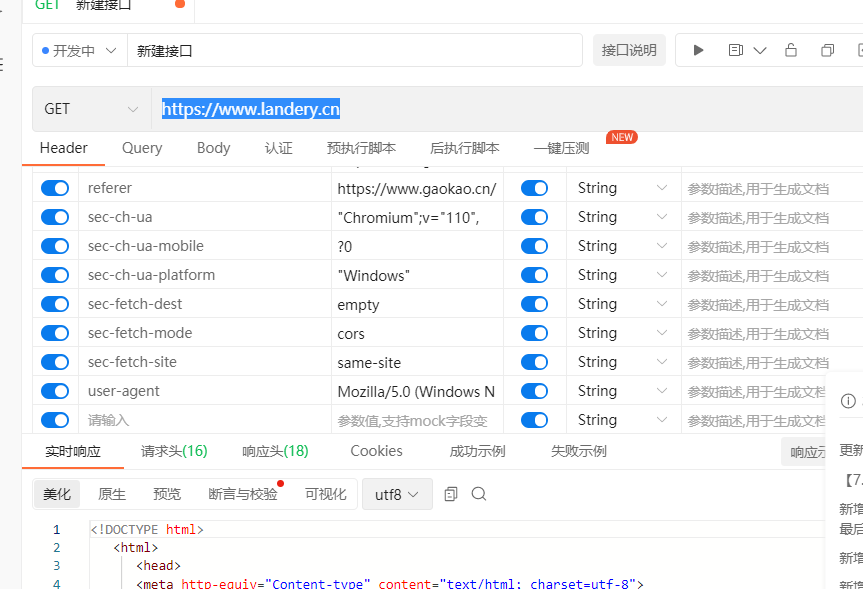 GET 新建接口
开发中 新建接口 接口说明
GET https://www.landery.cn
Header Query Body 认证 预执行脚本 后执行脚本 一键压测 NEW
referer https://www.gaokao.cn/ String 参数描述,用于生成文档
sec-ch-ua "Chromium";v="110", String 参数描述,用于生成文档
sec-ch-ua-mobile ?0 String 参数描述,用于生成文档
sec-ch-ua-platform "Windows" String 参数描述,用于生成文档
sec-fetch-dest empty String 参数描述,用于生成文档
sec-fetch-mode cors String 参数描述,用于生成文档
sec-fetch-site same-site String 参数描述,用于生成文档
user-agent Mozilla/5.0 (Windows N String 参数描述,用于生成文档
请输入 参数值,支持mock字段变 String 参数描述,用于生成文档
实时响应 请求头(16) 响应头(18) Cookies 成功示例 失败示例 响应示
更新
美化 原生 预览 断言与校验 可视化 utf8
【7.
新增
最后
新增
1 <!DOCTYPE html>
2 <html>
3 <head>
4 <meta http-equiv="Content-type" content="text/html; charset=utf-8">